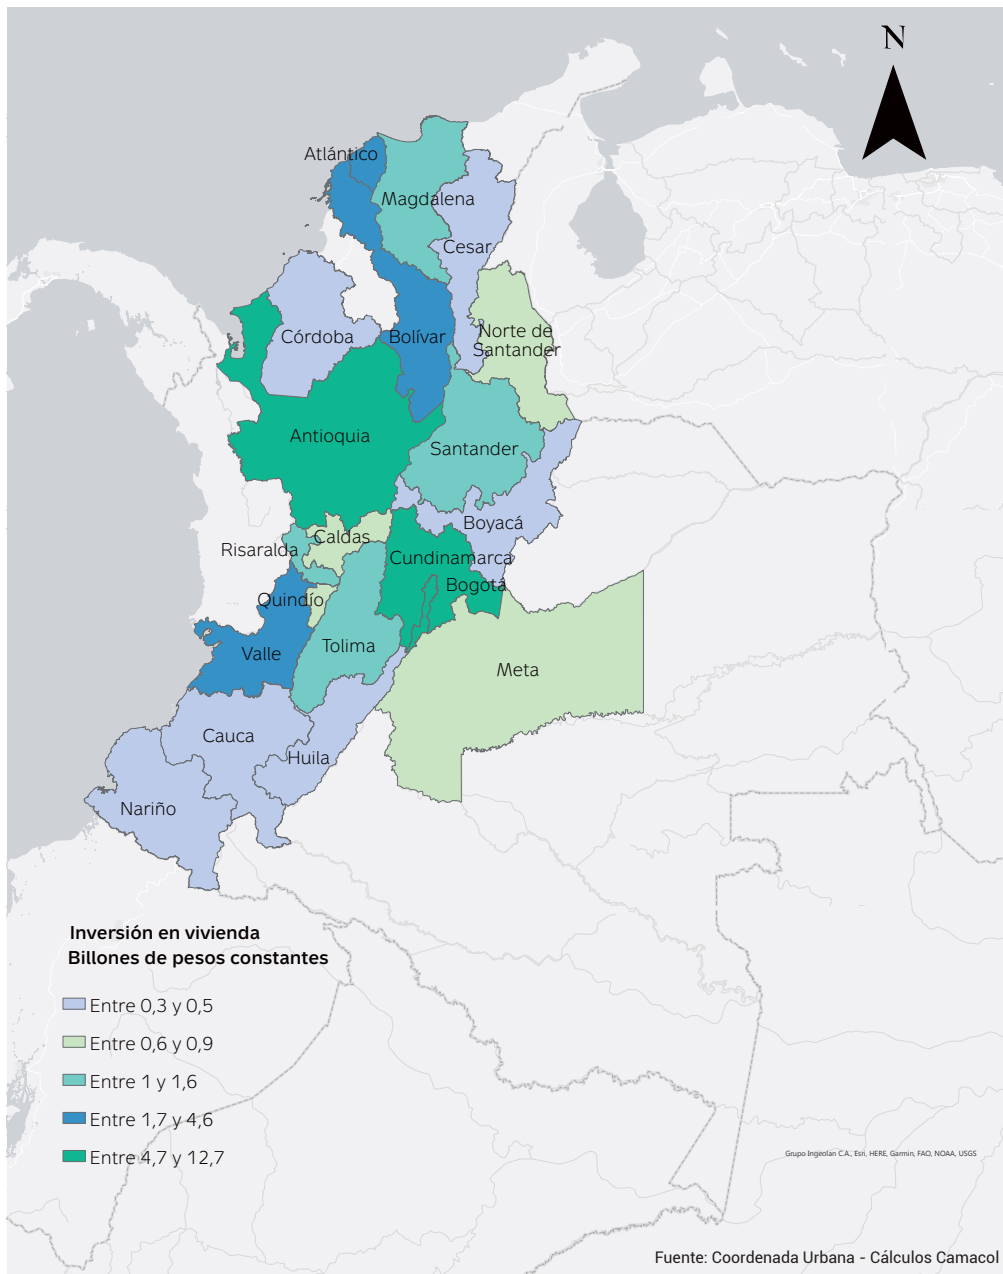 N
Atlántico
Magdalena
Cesar
Córdoba
Bolívar
Norte de
Santander
Antioquia
Santander
Boyacá
Caldas
Risaralda
Cundinamarca
Bogotá
Quindío
Tolima
Valle
Meta
Cauca
Huila
Nariño
Inversión en vivienda
Billones de pesos constantes
Entre 0,3 y 0,5
Entre 0,6 y 0,9
Entre 1 y 1,6
Entre 1,7 y 4,6
Entre 4,7 y 12,7
Grupo Ingeolan C.A., Esri, HERE, Garmin, FAO, NOAA, USGS
Fuente: Coordenada Urbana - Cálculos Camacol